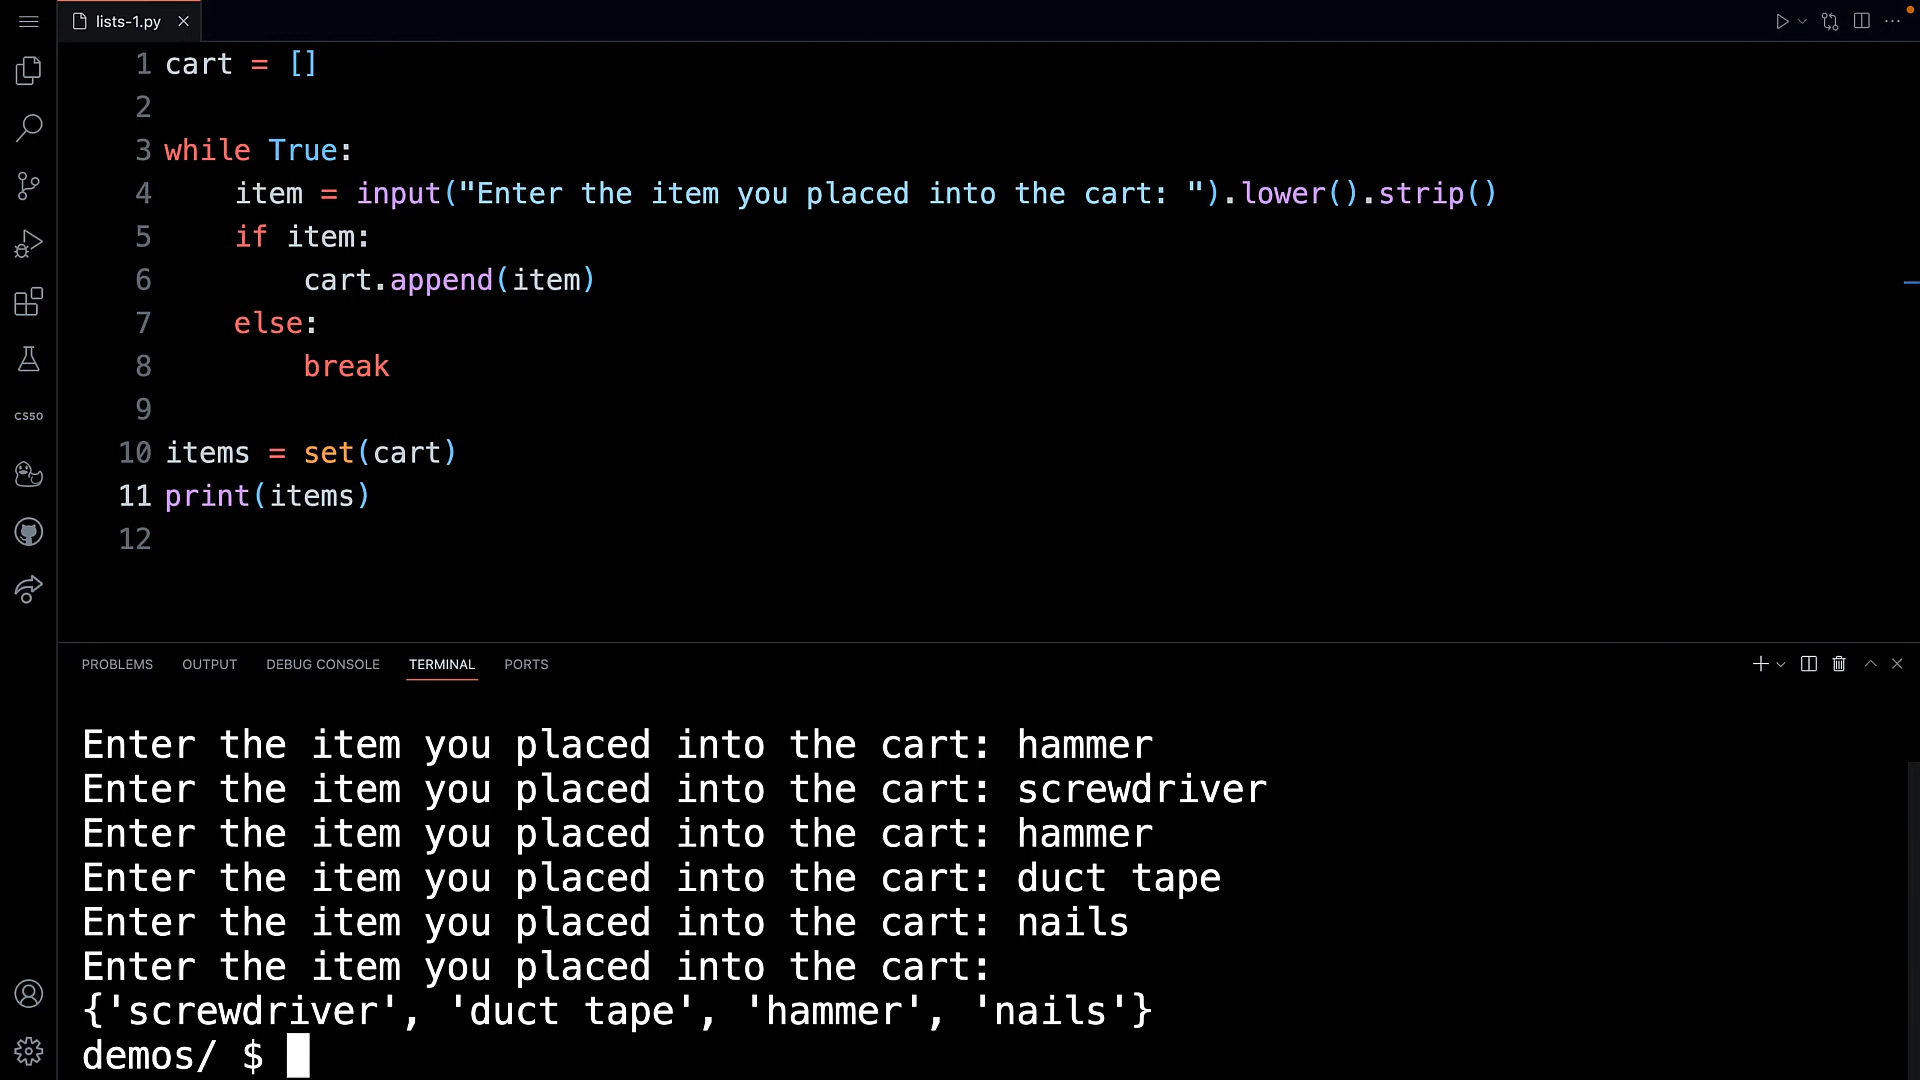 lists-1.py
1 cart = []
2
3 while True:
4     item = input("Enter the item you placed into the cart: ").lower().strip()
5     if item:
6         cart.append(item)
7     else:
8         break
9
10 items = set(cart)
11 print(items)
12
CS50
PROBLEMS OUTPUT DEBUG CONSOLE TERMINAL PORTS
Enter the item you placed into the cart: hammer
Enter the item you placed into the cart: screwdriver
Enter the item you placed into the cart: hammer
Enter the item you placed into the cart: duct tape
Enter the item you placed into the cart: nails
Enter the item you placed into the cart:
{'screwdriver', 'duct tape', 'hammer', 'nails'}
demos/ $